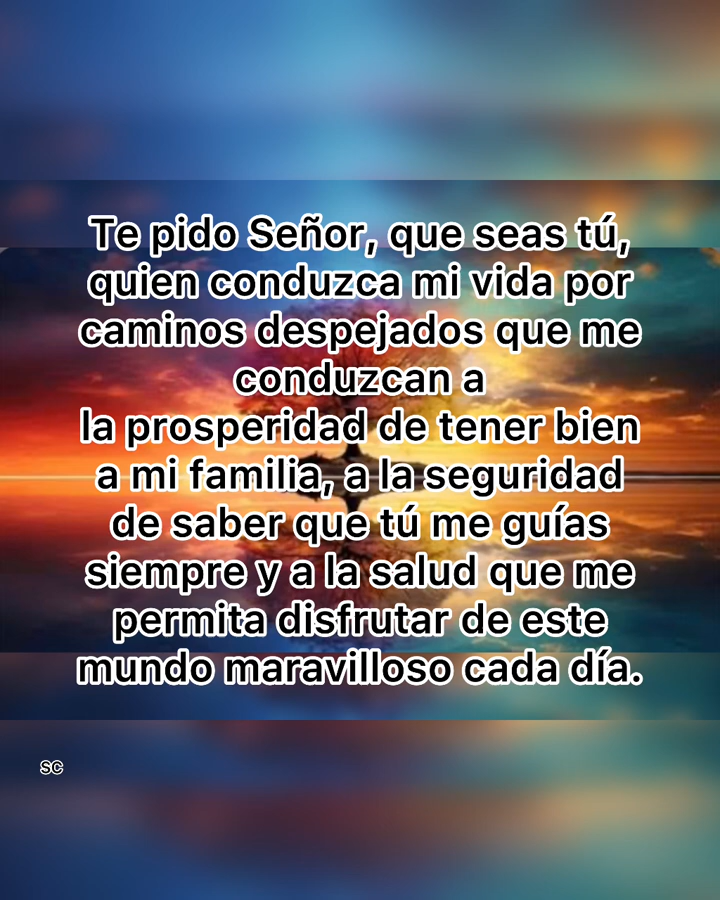 Te pido Señor, que seas tú,
quien conduzca mi vida por
caminos despejados que me
conduzcan a
la prosperidad de tener bien
a mi familia, a la seguridad
de saber que tú me guías
siempre y a la salud que me
permita disfrutar de este
mundo maravilloso cada día.
SC